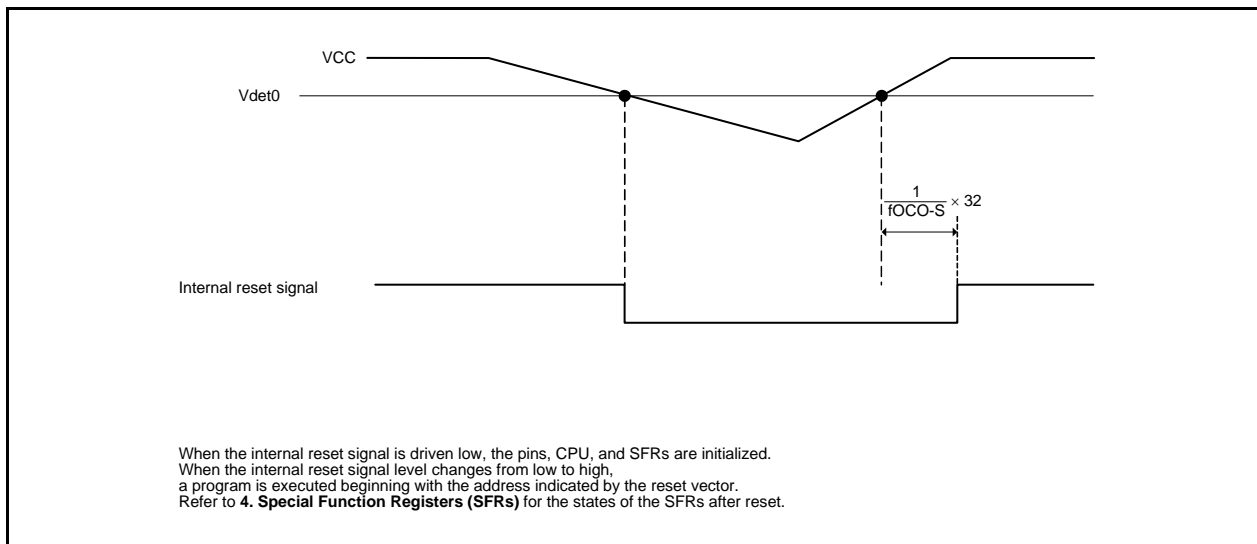 VCC
Vdet0
1
fOCO-S
× 32
Internal reset signal
When the internal reset signal is driven low, the pins, CPU, and SFRs are initialized.
When the internal reset signal level changes from low to high,
a program is executed beginning with the address indicated by the reset vector.
Refer to 4. Special Function Registers (SFRs) for the states of the SFRs after reset.